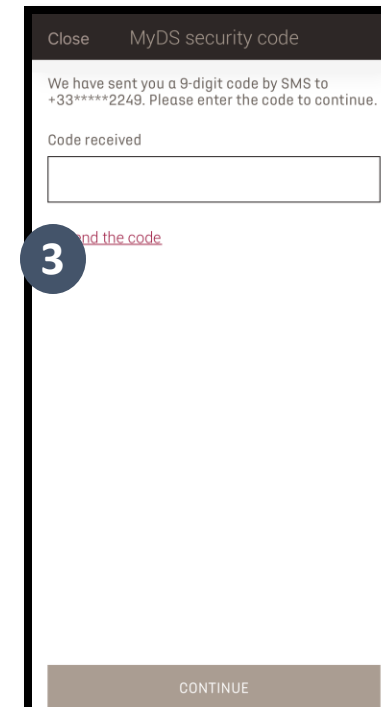 Close MyDS security code
We have sent you a 9-digit code by SMS to
+33*****2249. Please enter the code to continue.
Code received
the code
3
CONTINUE